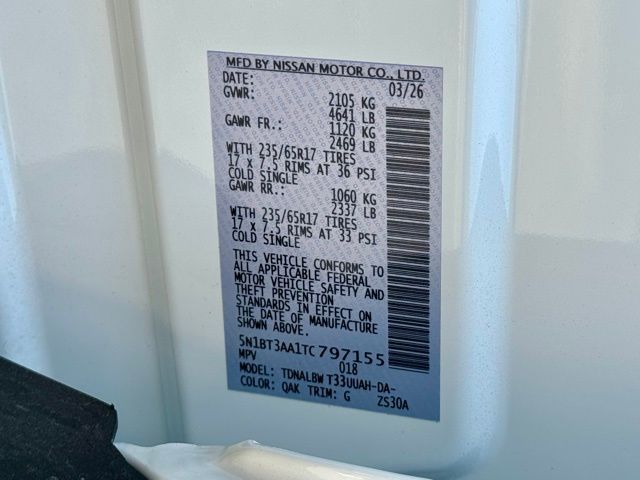 MFD BY NISSAN MOTOR CO., LTD.
DATE: 03/26
GVWR: 2105 KG
4641 LB
GAWR FR.: 1120 KG
2469 LB
WITH 235/65R17 TIRES
17 x 7.5 RIMS AT 36 PSI
COLD SINGLE
GAWR RR.: 1060 KG
2337 LB
WITH 235/65R17 TIRES
17 x 7.5 RIMS AT 33 PSI
COLD SINGLE
THIS VEHICLE CONFORMS TO
ALL APPLICABLE FEDERAL
MOTOR VEHICLE SAFETY AND
THEFT PREVENTION
STANDARDS IN EFFECT ON
THE DATE OF MANUFACTURE
SHOWN ABOVE.
5N1BT3AA1TC797155
MPV 018
MODEL: TDNALBW T33UUAH-DA-
COLOR: QAK TRIM: G ZS30A